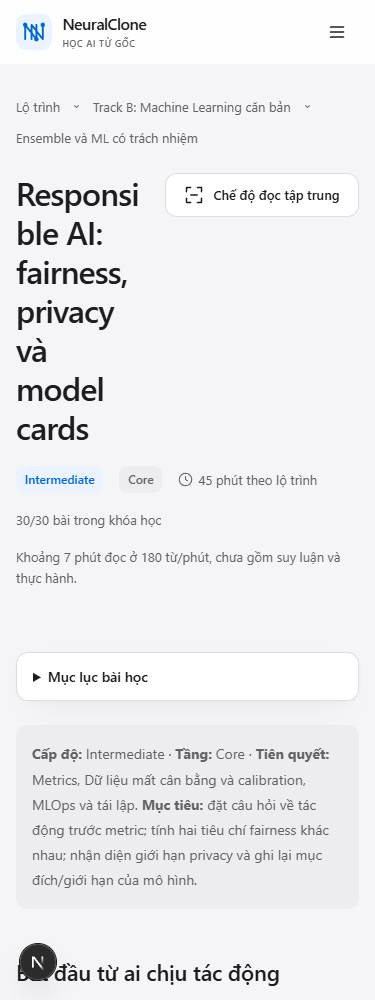 NeuralClone
HỌC AI TỪ GỐC
Lộ trình
Track B: Machine Learning căn bản
Ensemble và ML có trách nhiệm
Responsi
ble AI:
fairness,
privacy
và
model
cards
Chế độ đọc tập trung
Intermediate
Core
45 phút theo lộ trình
30/30 bài trong khóa học
Khoảng 7 phút đọc ở 180 từ/phút, chưa gồm suy luận và
thực hành.
Mục lục bài học
Cấp độ: Intermediate · Tầng: Core · Tiên quyết:
Metrics, Dữ liệu mất cân bằng và calibration,
MLOps và tái lập. Mục tiêu: đặt câu hỏi về tác
động trước metric; tính hai tiêu chí fairness khác
nhau; nhận diện giới hạn privacy và ghi lại mục
đích/giới hạn của mô hình.
N
đầu từ ai chịu tác động